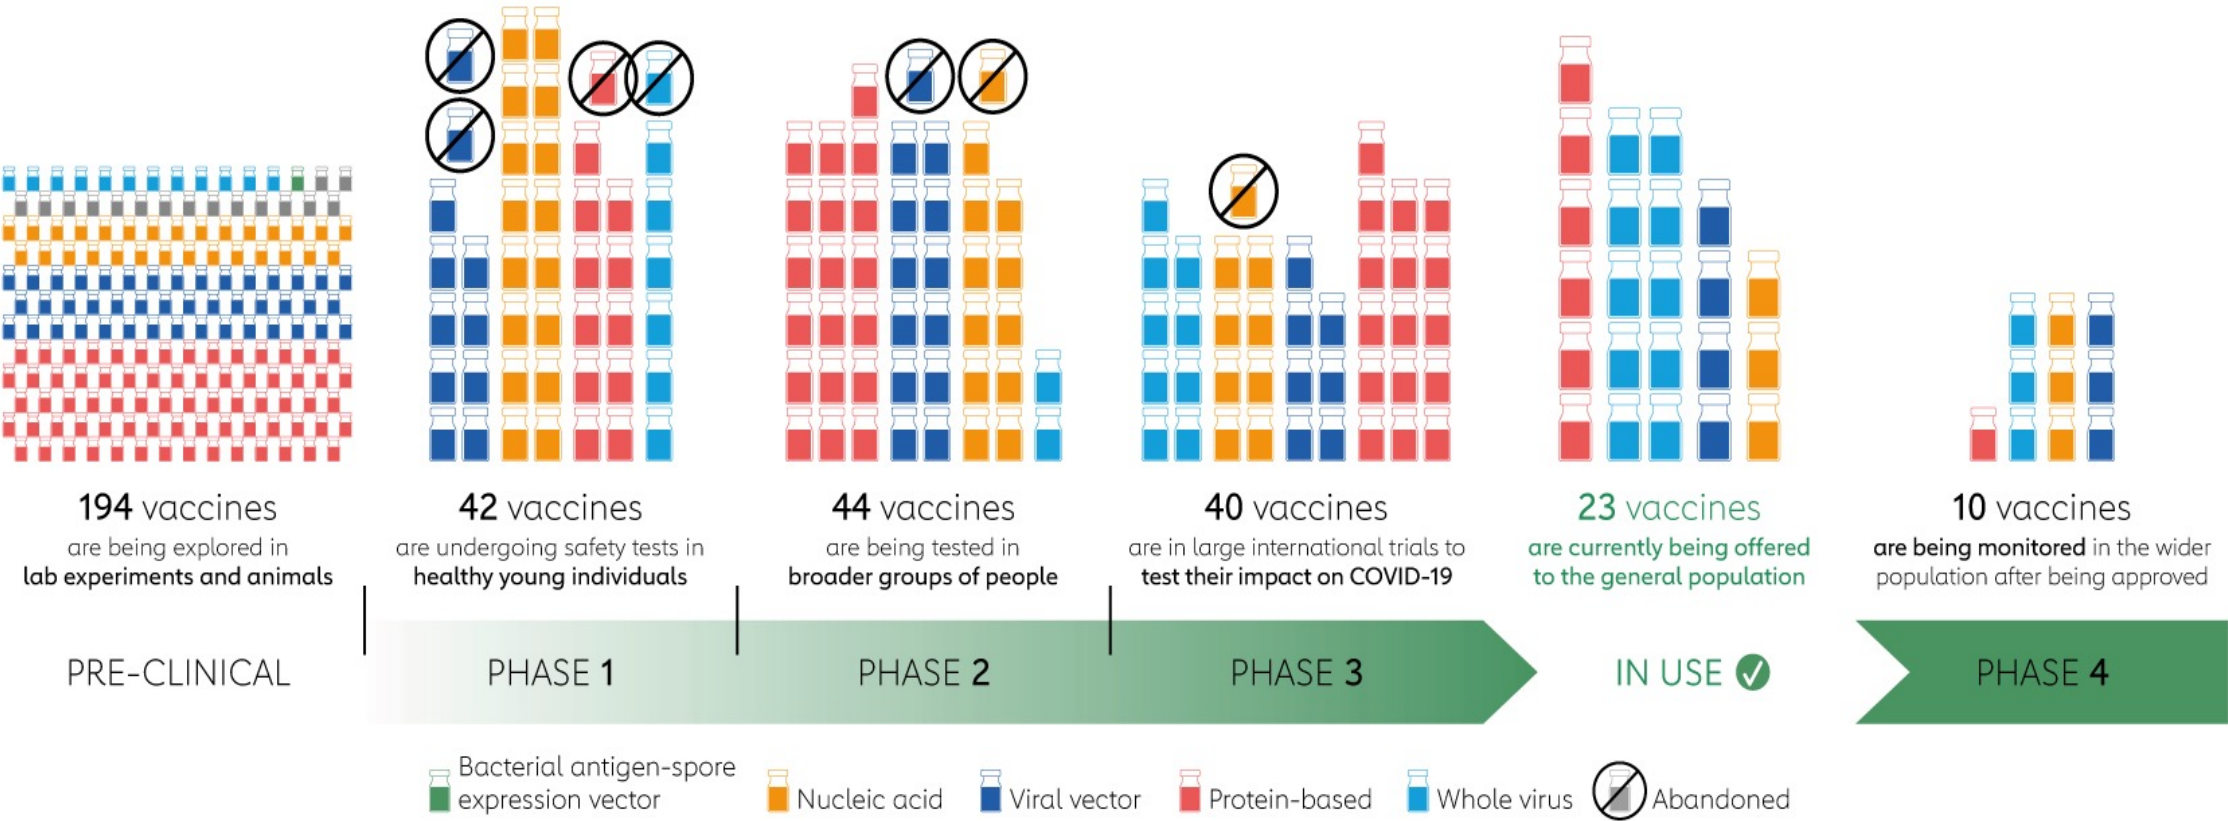 194 vaccines
are being explored in
lab experiments and animals
42 vaccines
are undergoing safety tests in
healthy young individuals
44 vaccines
are being tested in
broader groups of people
40 vaccines
are in large international trials to
test their impact on COVID-19
23 vaccines
are currently being offered
to the general population
10 vaccines
are being monitored in the wider
population after being approved
PRE-CLINICAL
PHASE 1
PHASE 2
PHASE 3
IN USE
PHASE 4
Bacterial antigen-spore
expression vector
Nucleic acid
Viral vector
Protein-based
Whole virus
Abandoned